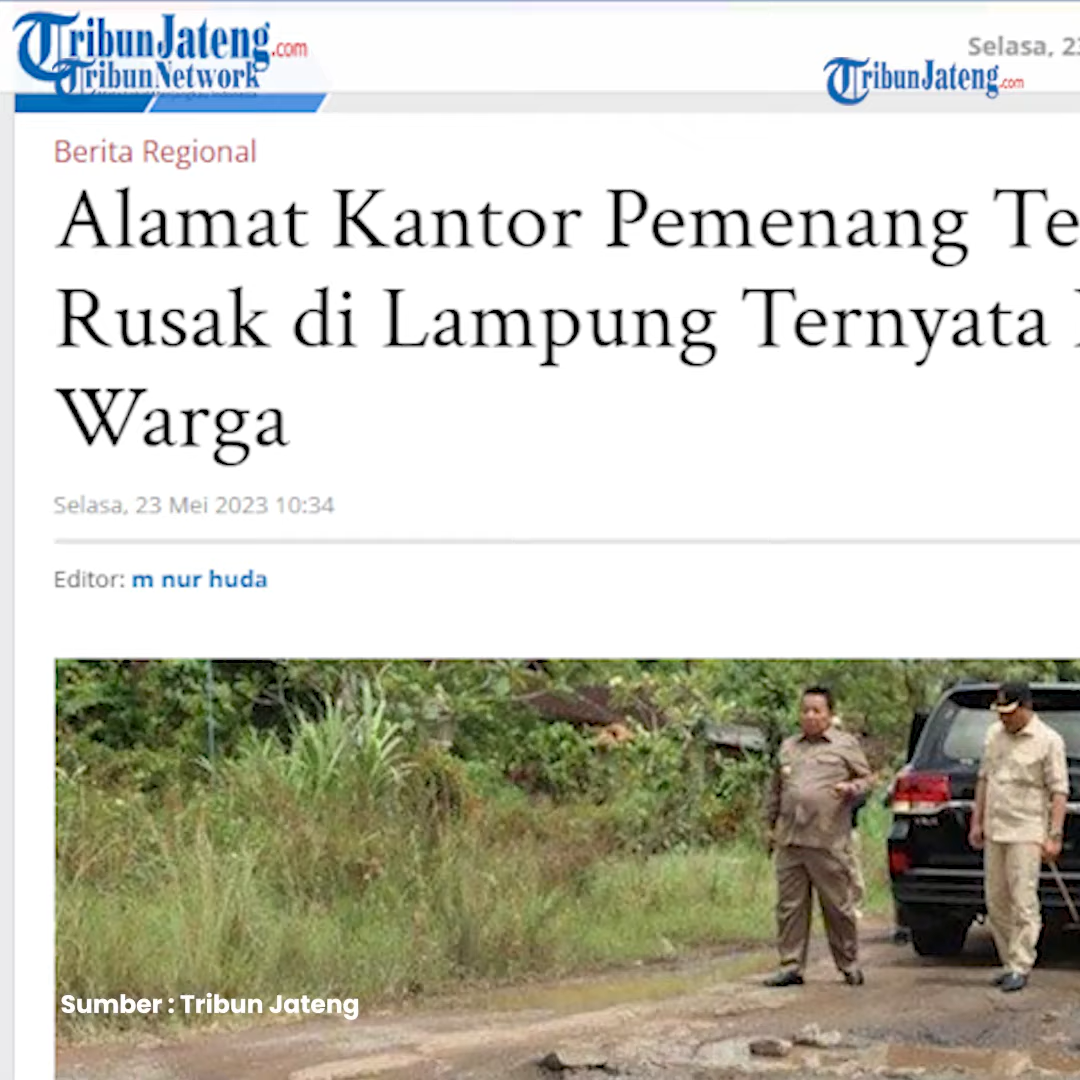 TribunJateng.com
TribunNetwork
Selasa, 23
TribunJateng.com
Berita Regional
Alamat Kantor Pemenang Te
Rusak di Lampung Ternyata
Warga
Selasa, 23 Mei 2023 10:34
Editor: m nur huda
Sumber : Tribun Jateng